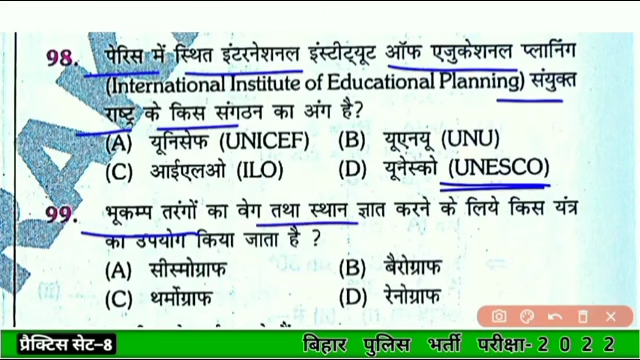 98. पेरिस में स्थित इंटरनेशनल इंस्टीट्यूट ऑफ एजुकेशनल प्लानिंग
(International Institute of Educational Planning) संयुक्त
राष्ट्र के किस संगठन का अंग है?
(A) यूनिसेफ (UNICEF) (B) यूएनयू (UNU)
(C) आईएलओ (ILO) (D) यूनेस्को (UNESCO)
99. भूकम्प तरंगों का वेग तथा स्थान ज्ञात करने के लिये किस यंत्र
का उपयोग किया जाता है ?
(A) सीस्मोग्राफ (B) बैरोग्राफ
(C) थर्मोग्राफ (D) रेनोग्राफ
प्रैक्टिस सेट-8 बिहार पुलिस भर्ती परीक्षा-2022